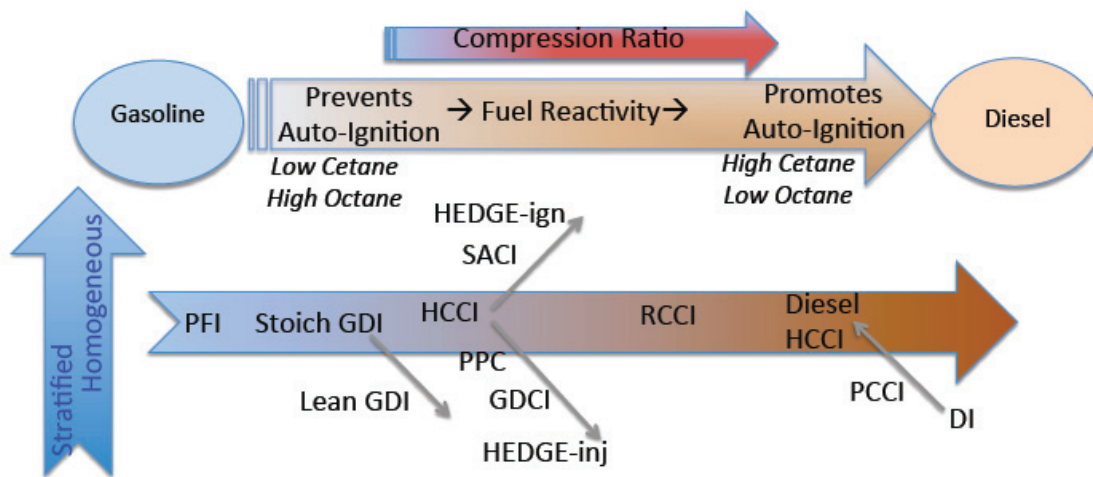 Compression Ratio
Gasoline
Prevents
Auto-Ignition
→ Fuel Reactivity→
Promotes
Auto-Ignition
Diesel
Low Cetane
High Octane
High Cetane
Low Octane
Stratified
Homogeneous
HEDGE-ign
SACI
PFI
Stoich GDI
HCCI
RCCI
Diesel
HCCI
PPC
Lean GDI
GDCI
HEDGE-inj
PCCI
DI